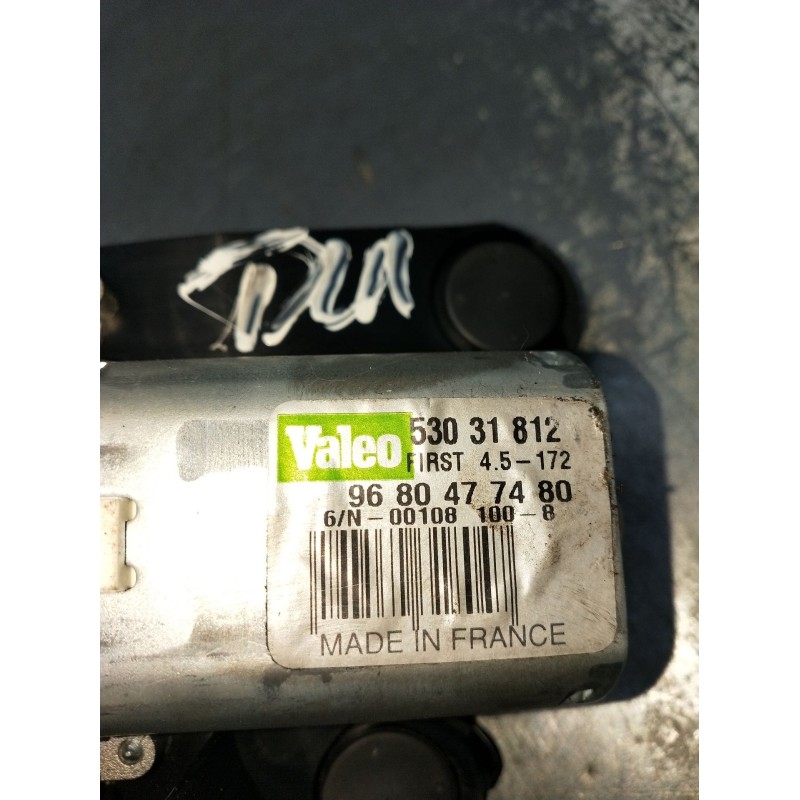 Valeo 530 31 812
FIRST 4.5-172
96 80 47 74 80
6/N-00108 100-8
MADE IN FRANCE